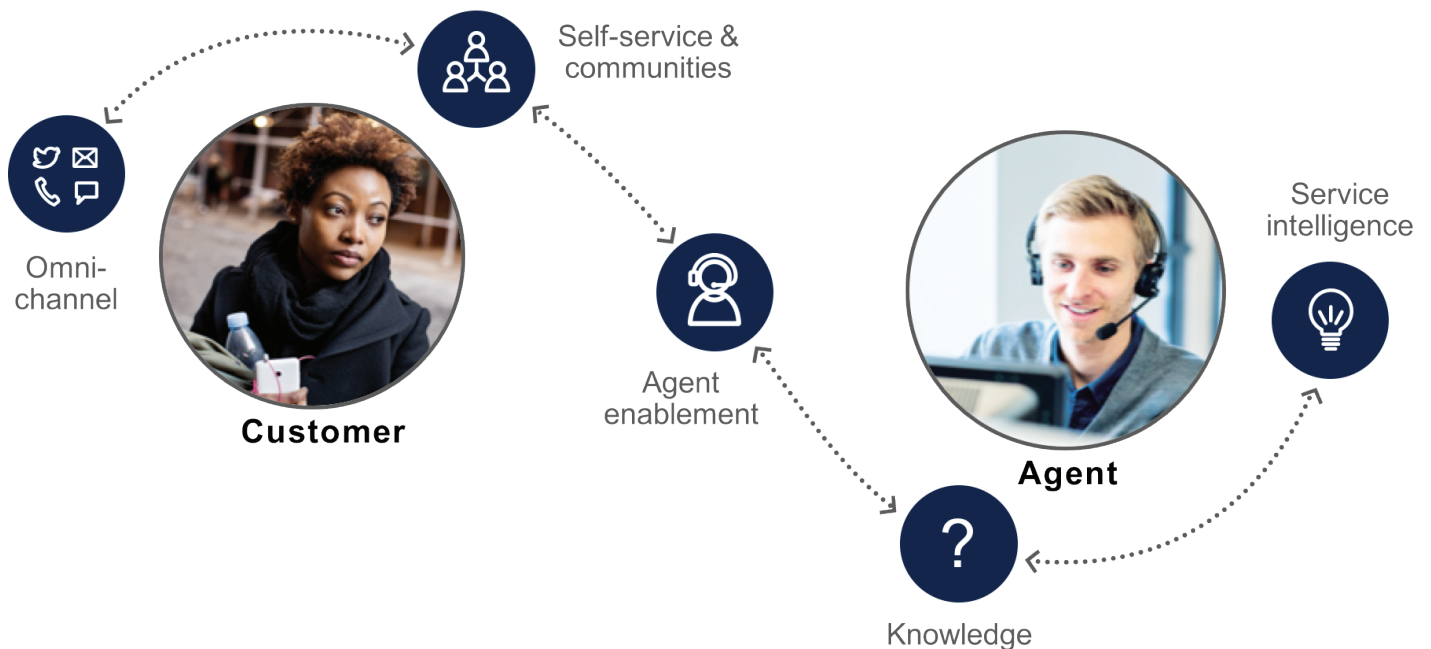 Self-service &
communities
Omni-
channel
Customer
Agent
enablement
Service
intelligence
Agent
?
Knowledge